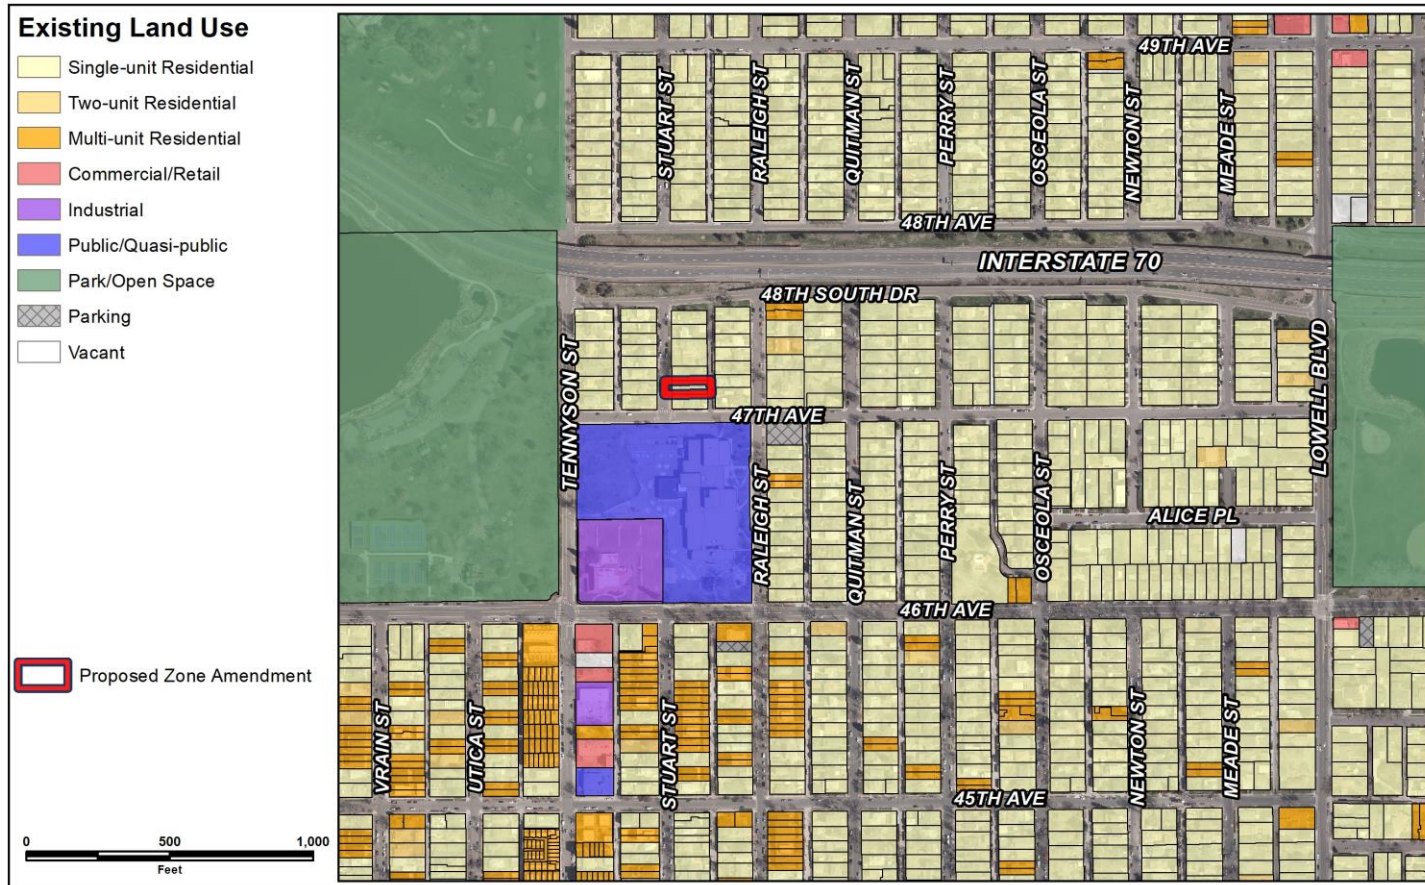 Existing Land Use
Single-unit Residential
Two-unit Residential
Multi-unit Residential
Commercial/Retail
Industrial
Public/Quasi-public
Park/Open Space
Parking
Vacant
Proposed Zone Amendment
0 500 1,000
Feet
49TH AVE
STUART ST
RALEIGH ST
QUITMAN ST
PERRY ST
OSCEOLA ST
NEWTON ST
MEADE ST
48TH AVE
INTERSTATE 70
48TH SOUTH DR
TENNYSON ST
LOWELL BLVD
47TH AVE
RALEIGH ST
QUITMAN ST
PERRY ST
OSCEOLA ST
ALICE PL
46TH AVE
VRAIN ST
UTICA ST
STUART ST
NEWTON ST
MEADE ST
45TH AVE